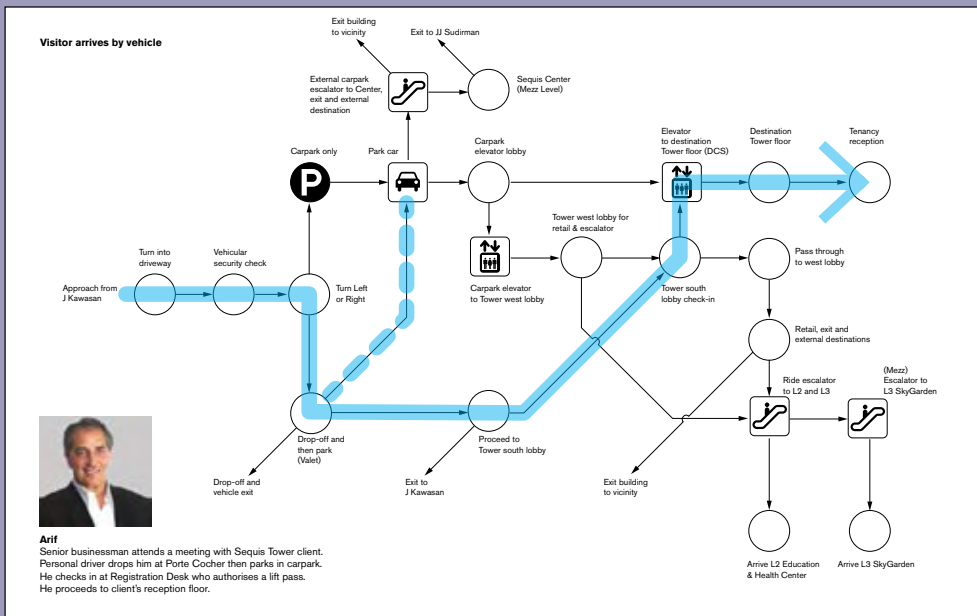 Visitor arrives by vehicle
Exit building
to vicinity
Exit to JJ Sudirman
External carpark
escalator to Center,
exit and external
destination
Sequis Center
(Mezz Level)
Carpark only
P
Park car
Carpark
elevator lobby
Elevator
to destination
Tower floor (DCS)
Destination
Tower floor
Tenancy
reception
Turn into
driveway
Vehicular
security check
Tower west lobby for
retail & escalator
Pass through
to west lobby
Approach from
J Kawasan
Turn Left
or Right
Carpark elevator
to Tower west lobby
Tower south
lobby check-in
Retail, exit and
external destinations
(Mezz)
Escalator to
L3 SkyGarden
Ride escalator
to L2 and L3
Drop-off and
then park
(Valet)
Proceed to
Tower south lobby
Drop-off and
vehicle exit
Exit to
J Kawasan
Exit building
to vicinity
Arif
Senior businessman attends a meeting with Sequis Tower client.
Personal driver drops him at Porte Cocher then parks in carpark.
He checks in at Registration Desk who authorises a lift pass.
He proceeds to client's reception floor.
Arrive L2 Education
& Health Center
Arrive L3 SkyGarden